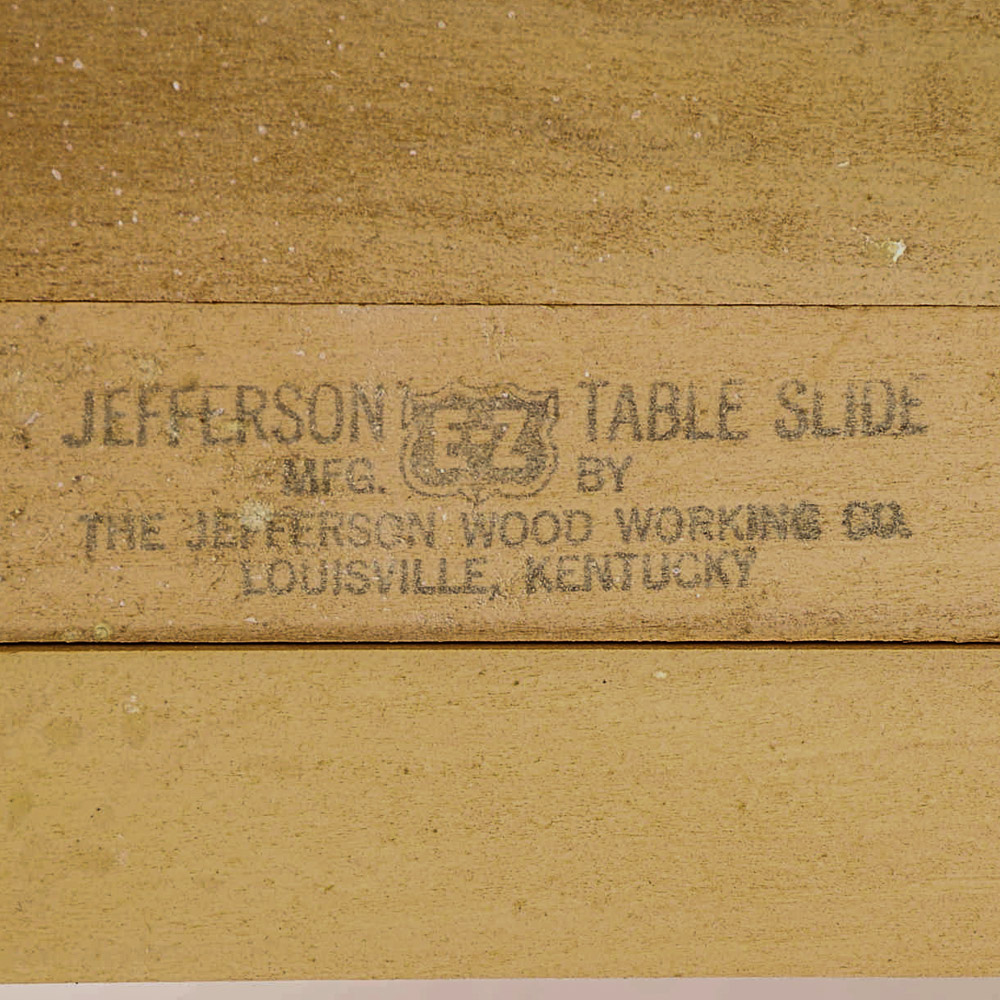 JEFFERSON E-Z TABLE SLIDE
MFG. BY
THE JEFFERSON WOOD WORKING CO.
LOUISVILLE, KENTUCKY